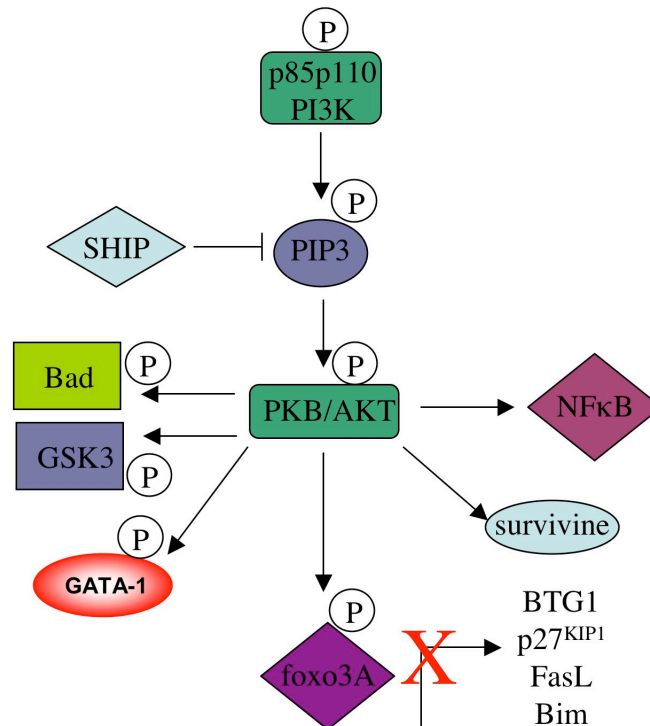 P
p85p110
PI3K
P
SHIP
PIP3
P
P
Bad
PKB/AKT
NFκB
GSK3
P
survivine
P
GATA-1
BTG1
P
p27KIP1
X
foxo3A
FasL
Bim